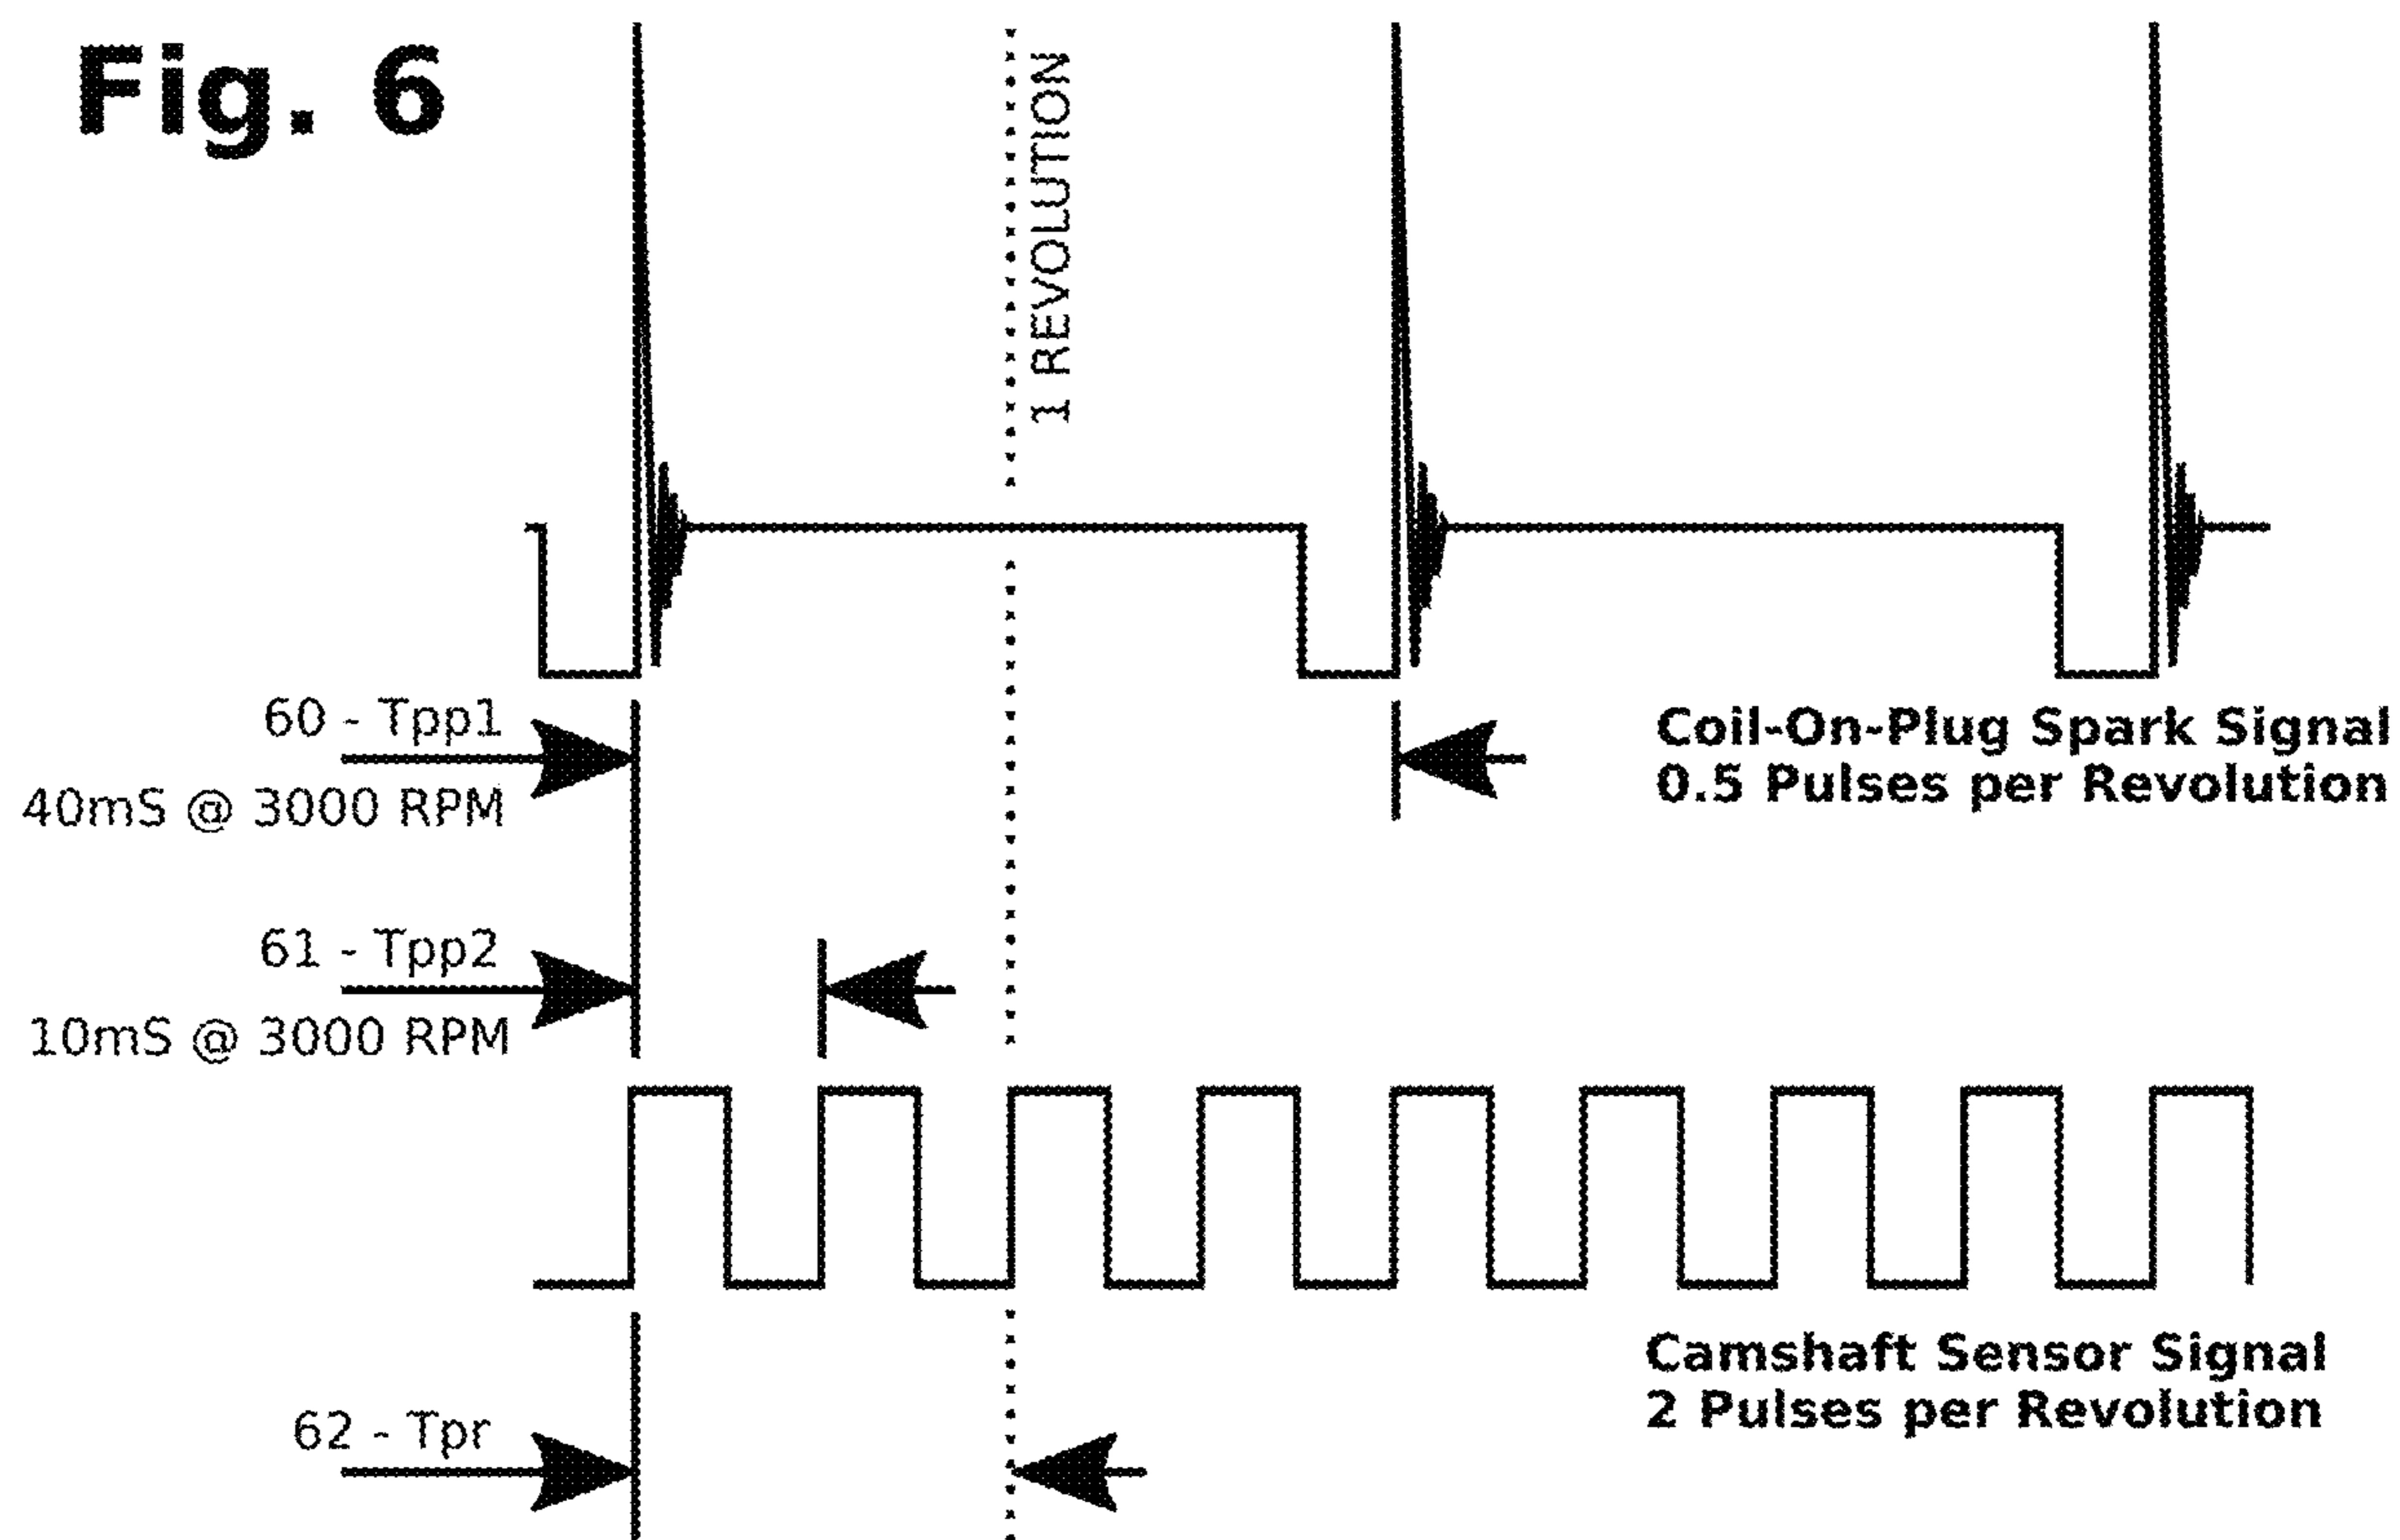 Fig. 6
1 REVOLUTION
60 - Tpp1
40mS @ 3000 RPM
Coil-On-Plug Spark Signal
0.5 Pulses per Revolution
61 - Tpp2
10mS @ 3000 RPM
Camshaft Sensor Signal
2 Pulses per Revolution
62 - Tpr